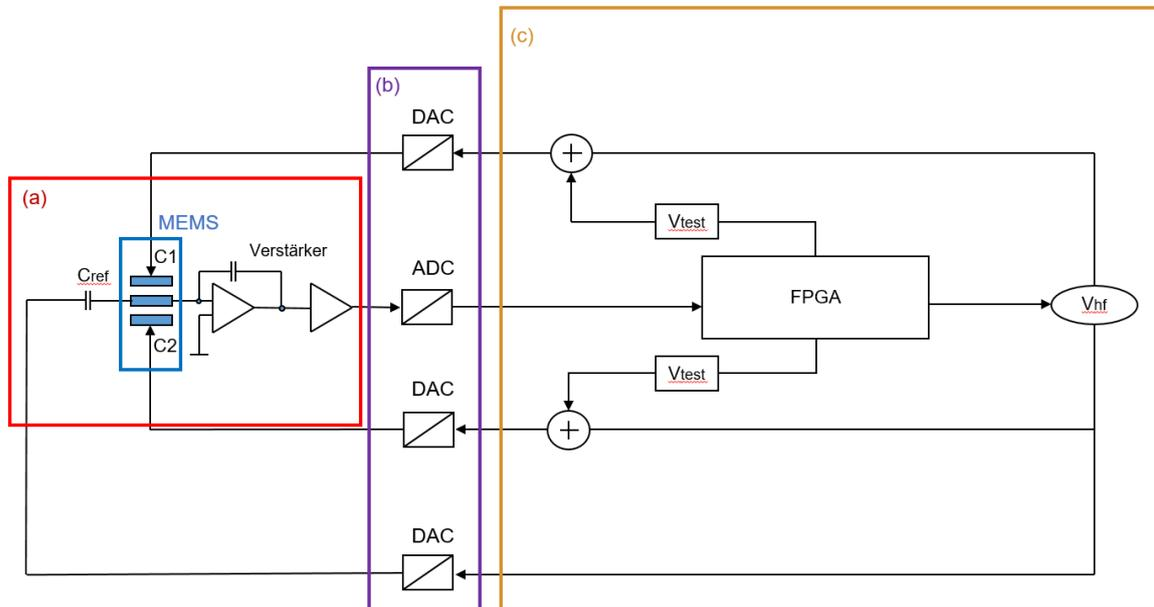 (c)
(b)
DAC
(a)
MEMS
Vtest
C1
Verstärker
Cref
ADC
FPGA
Vhf
C2
Vtest
DAC
DAC